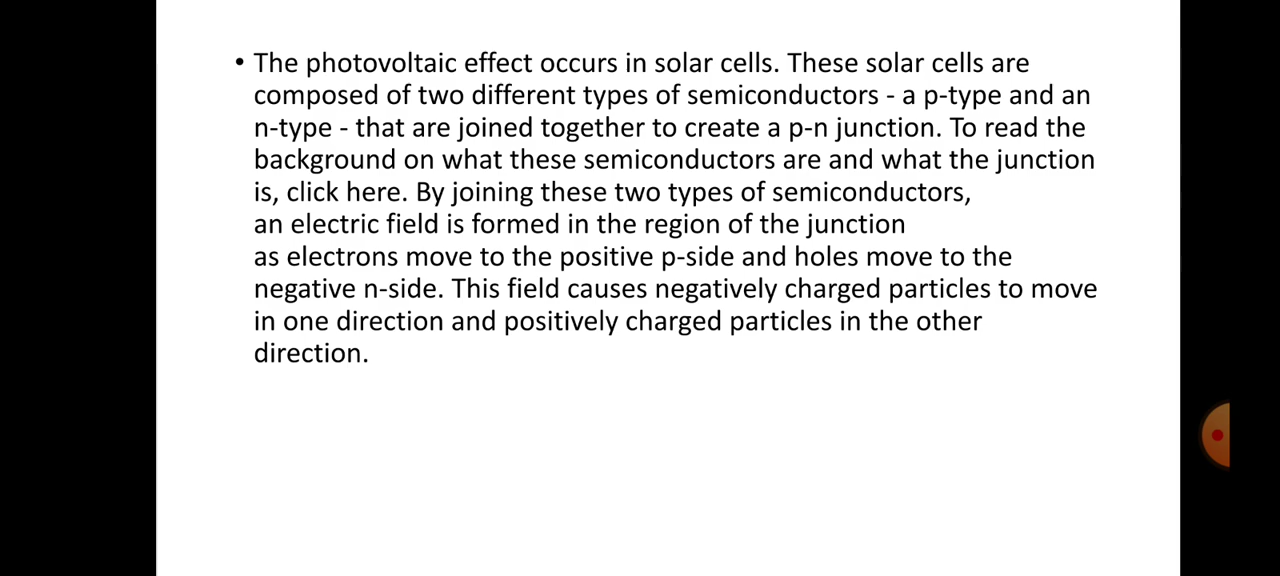 • The photovoltaic effect occurs in solar cells. These solar cells are
composed of two different types of semiconductors - a p-type and an
n-type - that are joined together to create a p-n junction. To read the
background on what these semiconductors are and what the junction
is, click here. By joining these two types of semiconductors,
an electric field is formed in the region of the junction
as electrons move to the positive p-side and holes move to the
negative n-side. This field causes negatively charged particles to move
in one direction and positively charged particles in the other
direction.